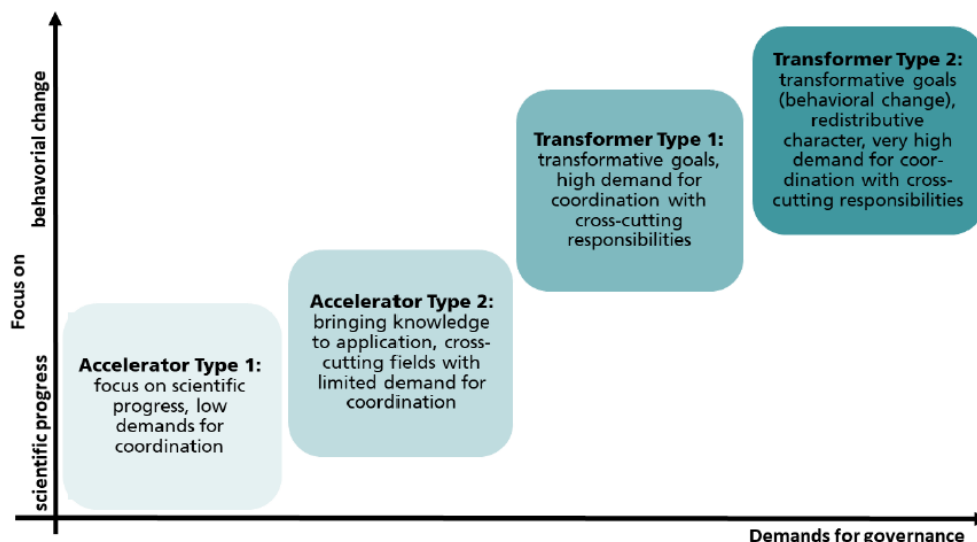 Transformer Type 2:
transformative goals
(behavioral change),
redistributive
character, very high
demand for coor-
dination with cross-
cutting responsibilities
Transformer Type 1:
transformative goals,
high demand for
coordination with
cross-cutting
responsibilities
Accelerator Type 2:
bringing knowledge
to application, cross-
cutting fields with
limited demand for
coordination
Accelerator Type 1:
focus on scientific
progress, low
demands for
coordination
Focus on
behavorial change
scientific progress
Demands for governance